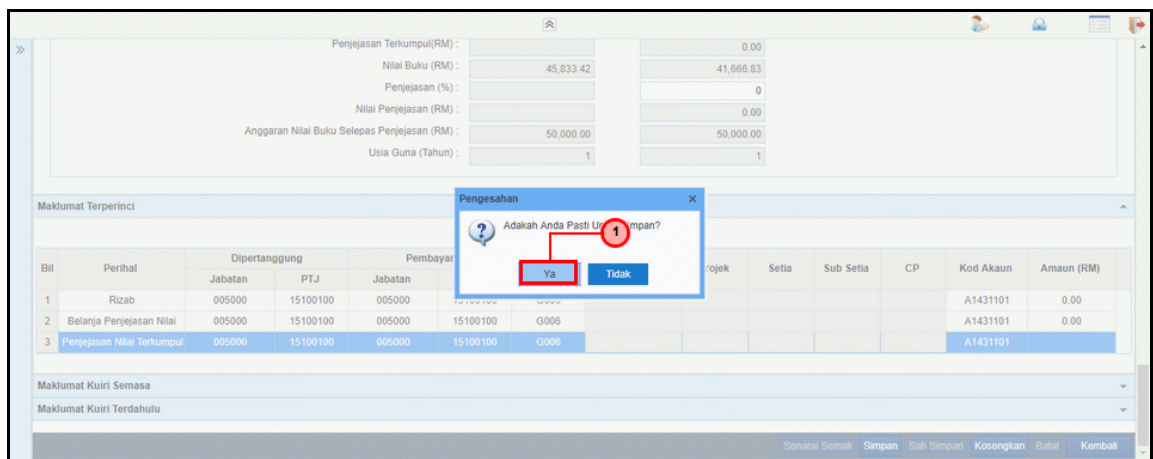 Penjejasan Terkumpul(RM) : 0.00
Nilai Buku (RM) : 45,833.42 41,666.83
Penjejasan (%) : 0
Nilai Penjejasan (RM) : 0.00
Anggaran Nilai Buku Selepas Penjejasan (RM) : 50,000.00 50,000.00
Usia Guna (Tahun) : 1 1
Pengesahan x
Maklumat Terperinci
Adakah Anda Pasti Simpan?
1
Ya Tidak
Bil Perihal Dipertanggung Setia Sub Setia CP Kod Akaun Amaun (RM)
Jabatan PTJ Jabatan
1 Rizab 005000 15100100 005000 A1431101 0.00
2 Belanja Penjejasan Nilai 005000 15100100 005000 15100100 G006 A1431101 0.00
3 Penjejasan Nilai Terkumpul 005000 15100100 005000 15100100 G006 A1431101
Maklumat Kuiri Semasa
Maklumat Kuiri Terdahulu
Senarai Semak Simpan Sah Simpan Kosongkan Batal Kembali